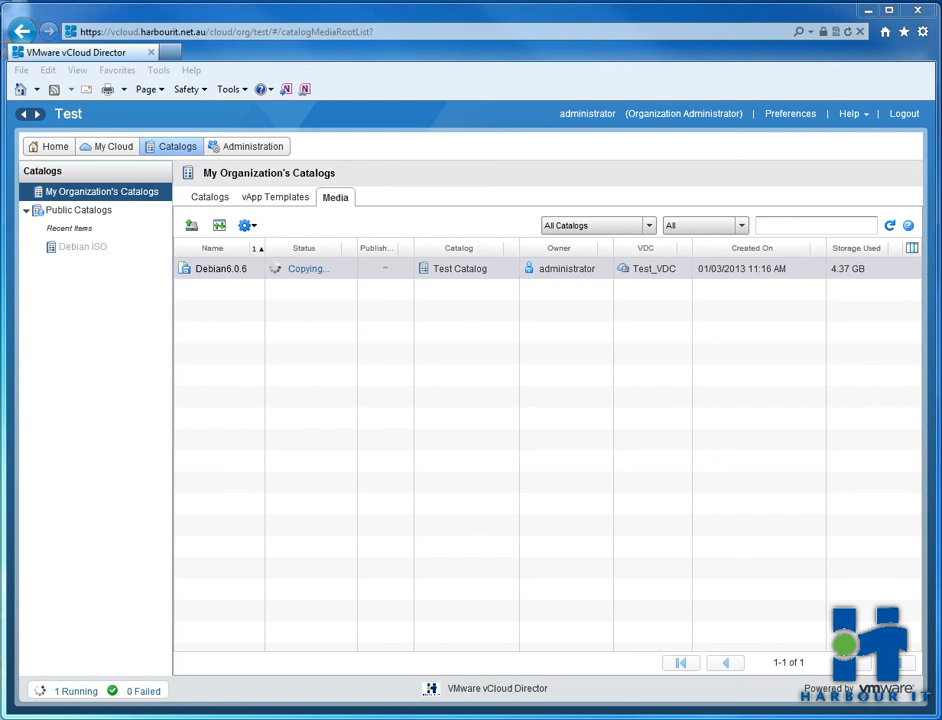 https://vcloud.harbourit.net.au/cloud/org/test/#/catalogMediaRootList?
VMware vCloud Director
File Edit View Favorites Tools Help
Page Safety Tools
Test
administrator (Organization Administrator) | Preferences | Help | Logout
Home My Cloud Catalogs Administration
Catalogs
My Organization's Catalogs
Public Catalogs
Recent Items
Debian ISO
My Organization's Catalogs
Catalogs vApp Templates Media
All Catalogs All
Name 1 Status Publish... Catalog Owner VDC Created On Storage Used
Debian6.0.6 Copying... – Test Catalog administrator Test_VDC 01/03/2013 11:16 AM 4.37 GB
1-1 of 1
1 Running 0 Failed
VMware vCloud Director
Powered by vmware
HARBOUR IT